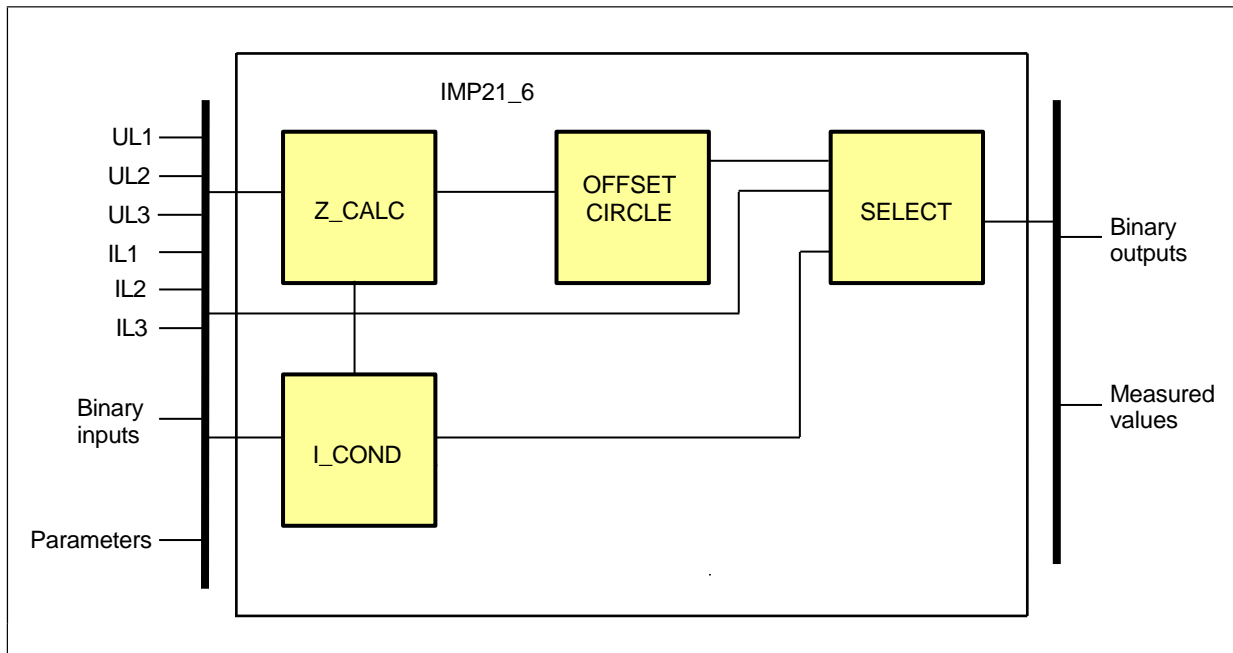 IMP21_6
UL1
UL2
UL3
IL1
IL2
IL3
Binary
inputs
Parameters
Z_CALC
OFFSET
CIRCLE
SELECT
I_COND
Binary
outputs
Measured
values